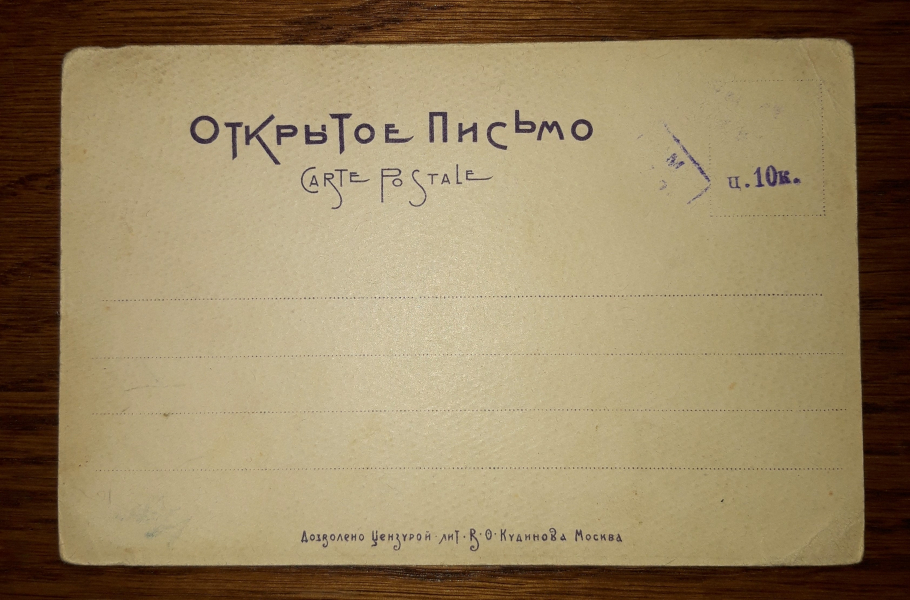 Открытое Письмо
Carte Postale
М
ц.10к.
Дозволено Цензурой·лит·В·О·Кудинова Москва